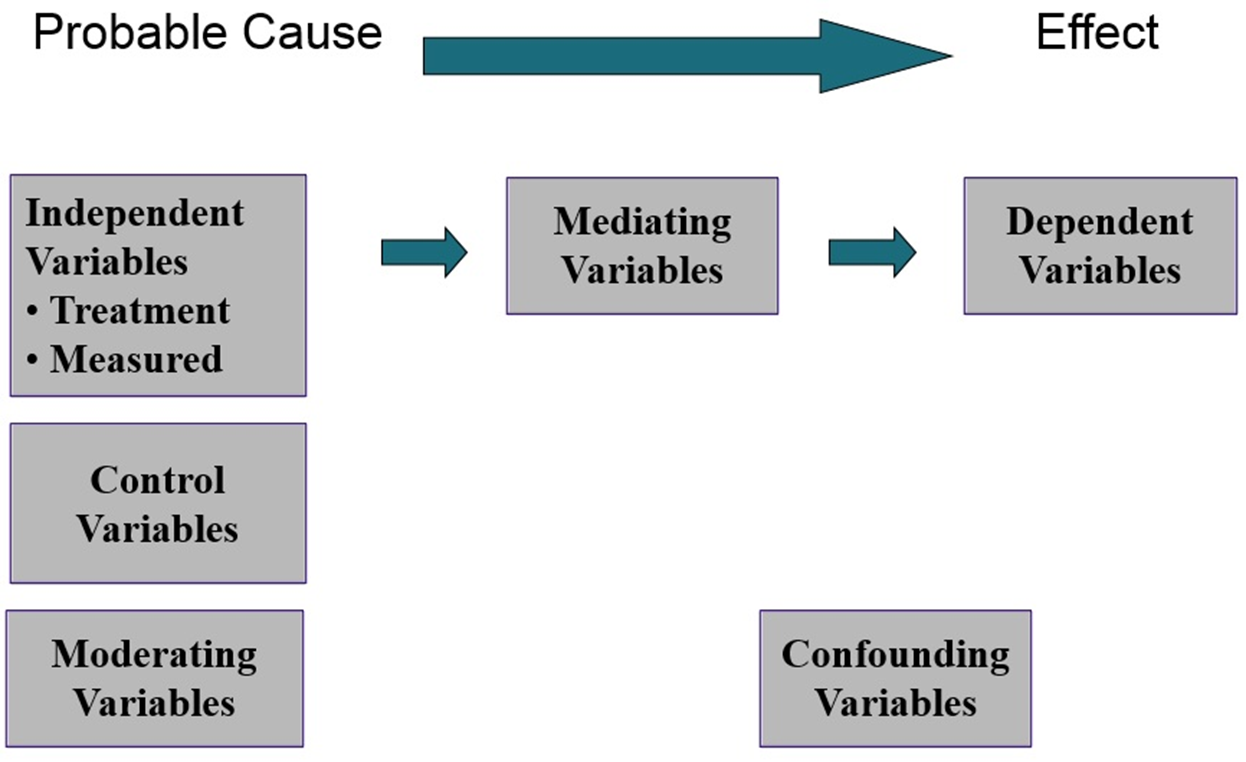 Probable Cause
Effect
Independent
Variables
• Treatment
• Measured
Mediating
Variables
Dependent
Variables
Control
Variables
Moderating
Variables
Confounding
Variables